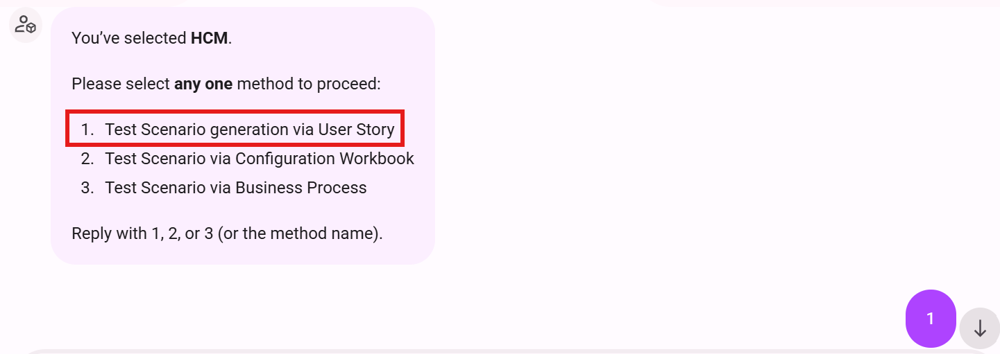 You’ve selected HCM.
Please select any one method to proceed:
1. Test Scenario generation via User Story
2. Test Scenario via Configuration Workbook
3. Test Scenario via Business Process
Reply with 1, 2, or 3 (or the method name).
1